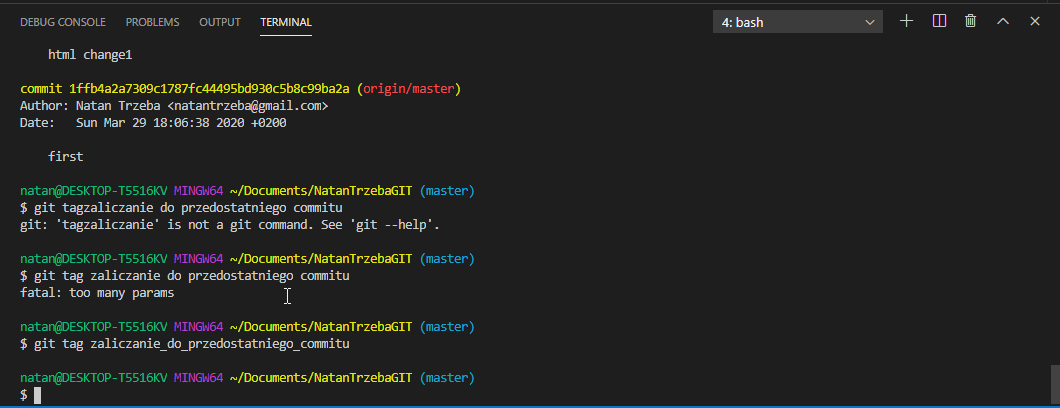 DEBUG CONSOLE PROBLEMS OUTPUT TERMINAL 4: bash
html change1
commit 1ffb4a2a7309c1787fc44495bd930c5b8c99ba2a (origin/master)
Author: Natan Trzeba <natantrzeba@gmail.com>
Date:   Sun Mar 29 18:06:38 2020 +0200
first
natan@DESKTOP-T5516KV MINGW64 ~/Documents/NatanTrzebaGIT (master)
$ git tagzaliczanie do przedostatniego commitu
git: 'tagzaliczanie' is not a git command. See 'git --help'.
natan@DESKTOP-T5516KV MINGW64 ~/Documents/NatanTrzebaGIT (master)
$ git tag zaliczanie do przedostatniego commitu
fatal: too many params
natan@DESKTOP-T5516KV MINGW64 ~/Documents/NatanTrzebaGIT (master)
$ git tag zaliczanie_do_przedostatniego_commitu
natan@DESKTOP-T5516KV MINGW64 ~/Documents/NatanTrzebaGIT (master)
$